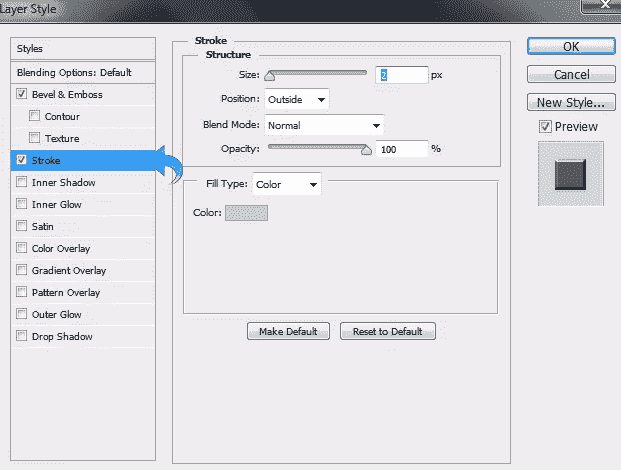 Layer Style
Styles
Blending Options: Default
Bevel & Emboss
Contour
Texture
Stroke
Inner Shadow
Inner Glow
Satin
Color Overlay
Gradient Overlay
Pattern Overlay
Outer Glow
Drop Shadow
Stroke
Structure
Size: 2 px
Position: Outside
Blend Mode: Normal
Opacity: 100 %
Fill Type: Color
Color:
Make Default Reset to Default
OK
Cancel
New Style...
Preview